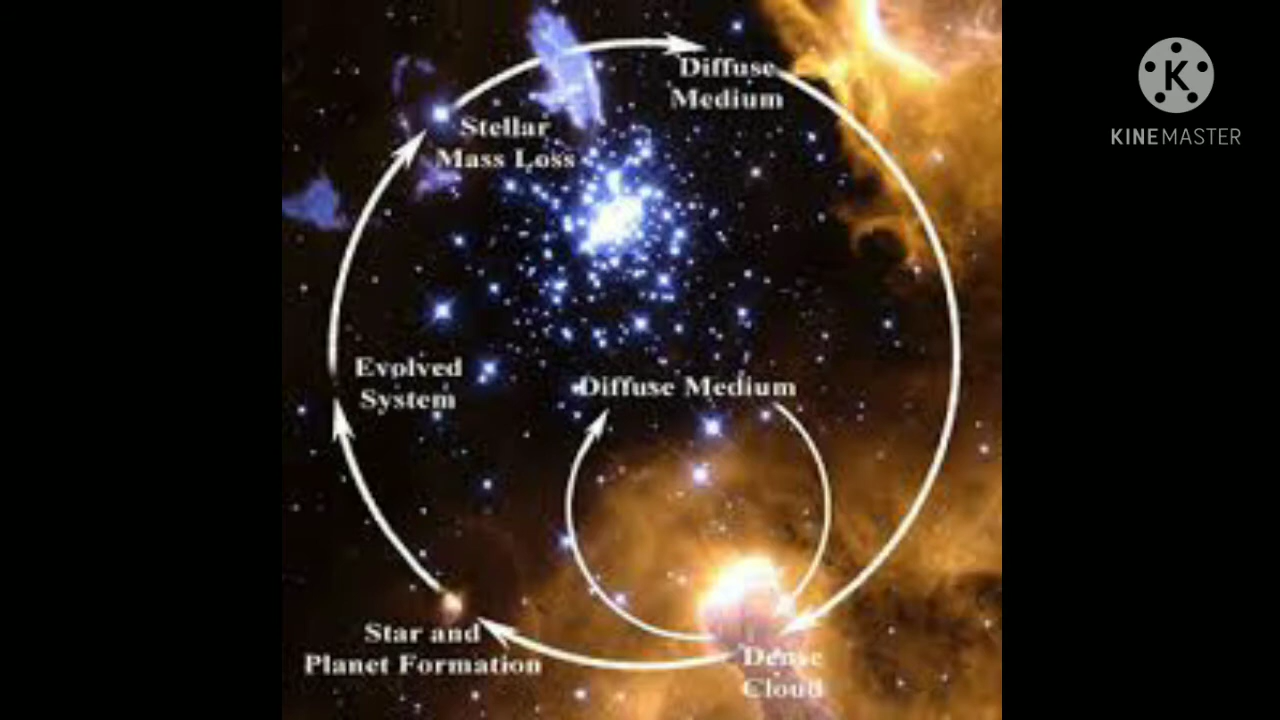 Diffuse
Medium
KINEMASTER
Stellar
Mass Loss
Evolved
System
Diffuse Medium
Star and
Planet Formation
Dense
Cloud